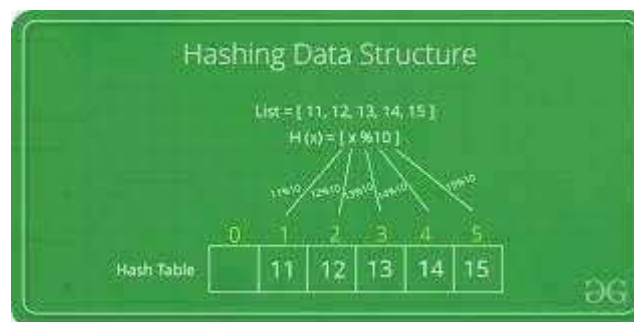 Hashing Data Structure
List = [ 11, 12, 13, 14, 15 ]
H (x) = [ x %10 ]
11%10 12%10 13%10 14%10 15%10
0 1 2 3 4 5
Hash Table 11 12 13 14 15